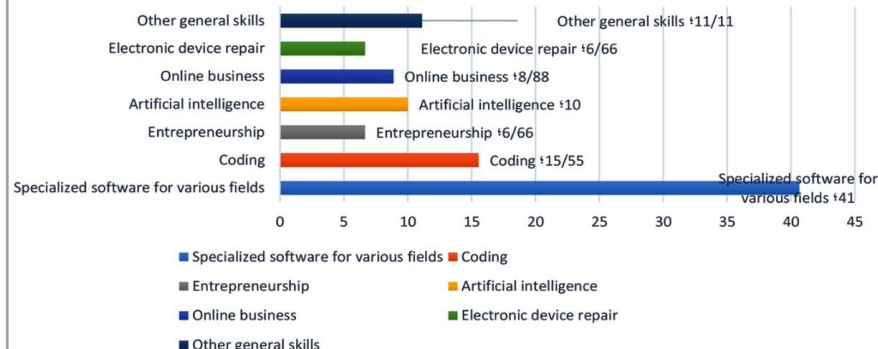 Other general skills
Other general skills ؛11/11
Electronic device repair
Electronic device repair ؛6/66
Online business
Online business ؛8/88
Artificial intelligence
Artificial intelligence ؛10
Entrepreneurship
Entrepreneurship ؛6/66
Coding
Coding ؛15/55
Specialized software for various fields
Specialized software for
various fields ؛41
0 5 10 15 20 25 30 35 40 45
Specialized software for various fields Coding
Entrepreneurship Artificial intelligence
Online business Electronic device repair
Other general skills